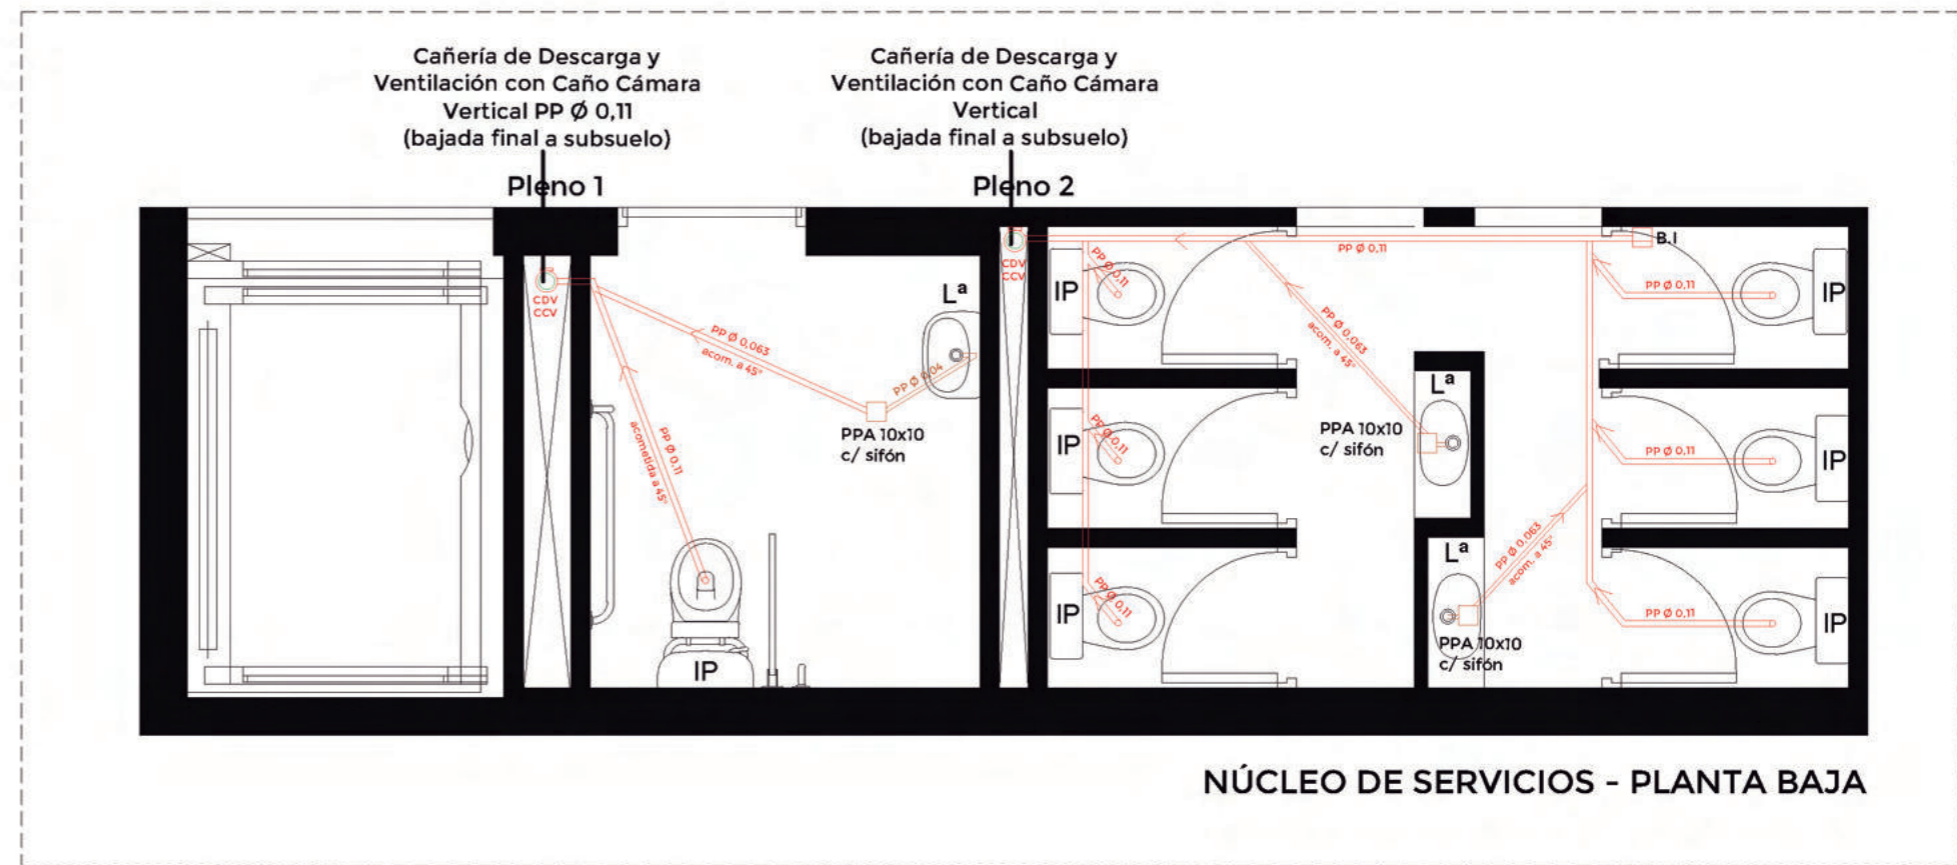 Cañería de Descarga y
Ventilación con Caño Cámara
Vertical PP Ø 0,11
(bajada final a subsuelo)
Pleno 1
Cañería de Descarga y
Ventilación con Caño Cámara
Vertical
(bajada final a subsuelo)
Pleno 2
CDV
CCV
PP Ø 0,063
acom. a 45°
PP Ø 0,04
Lª
PPA 10x10
c/ sifón
PP Ø 0,11
acometida a 45°
IP
CDV
CCV
PP Ø 0,11
B.I
IP
PP Ø 0,11
PP Ø 0,063
acom. a 45°
PP Ø 0,11
IP
IP
PP Ø 0,11
Lª
PPA 10x10
c/ sifón
PP Ø 0,11
IP
IP
PP Ø 0,11
Lª
PP Ø 0,063
acom. a 45°
PPA 10x10
c/ sifón
PP Ø 0,11
IP
NÚCLEO DE SERVICIOS - PLANTA BAJA